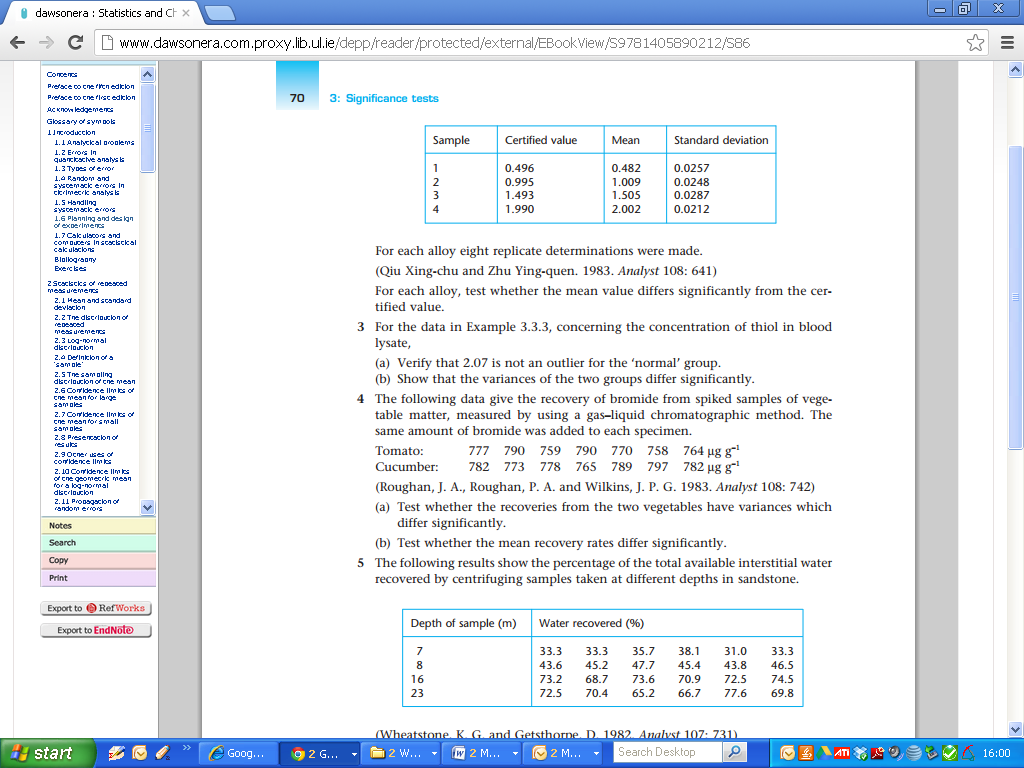 dawsonera : Statistics and Ch
www.dawsonera.com.proxy.lib.ul.ie/depp/reader/protected/external/EBookView/S9781405890212/S86
Contents
Preface to the fifth edition
Preface to the first edition
Acknowledgements
Glossary of symbols
1 Introduction
1.1 Analytical problems
1.2 Errors in
quantitative analysis
1.3 Types of error
1.4 Random and
systematic errors in
titrimetric analysis
1.5 Handling
systematic errors
1.6 Planning and design
of experiments
1.7 Calculators and
computers in statistical
calculations
Bibliography
Exercises
2 Statistics of repeated
measurements
2.1 Mean and standard
deviation
2.2 The distribution of
repeated
measurements
2.3 Log-normal
distribution
2.4 Definition of a
'sample'
2.5 The sampling
distribution of the mean
2.6 Confidence limits of
the mean for large
samples
2.7 Confidence limits of
the mean for small
samples
2.8 Presentation of
results
2.9 Other uses of
confidence limits
2.10 Confidence limits
of the geometric mean
for a log-normal
distribution
2.11 Propagation of
random errors
Notes
Search
Copy
Print
Export to RefWorks
Export to EndNote
70 3: Significance tests
Sample Certified value Mean Standard deviation
1 0.496 0.482 0.0257
2 0.995 1.009 0.0248
3 1.493 1.505 0.0287
4 1.990 2.002 0.0212
For each alloy eight replicate determinations were made.
(Qiu Xing-chu and Zhu Ying-quen. 1983. Analyst 108: 641)
For each alloy, test whether the mean value differs significantly from the cer-
tified value.
3 For the data in Example 3.3.3, concerning the concentration of thiol in blood
lysate,
(a) Verify that 2.07 is not an outlier for the 'normal' group.
(b) Show that the variances of the two groups differ significantly.
4 The following data give the recovery of bromide from spiked samples of vege-
table matter, measured by using a gas–liquid chromatographic method. The
same amount of bromide was added to each specimen.
Tomato: 777 790 759 790 770 758 764 μg g⁻¹
Cucumber: 782 773 778 765 789 797 782 μg g⁻¹
(Roughan, J. A., Roughan, P. A. and Wilkins, J. P. G. 1983. Analyst 108: 742)
(a) Test whether the recoveries from the two vegetables have variances which
differ significantly.
(b) Test whether the mean recovery rates differ significantly.
5 The following results show the percentage of the total available interstitial water
recovered by centrifuging samples taken at different depths in sandstone.
Depth of sample (m) Water recovered (%)
7 33.3 33.3 35.7 38.1 31.0 33.3
8 43.6 45.2 47.7 45.4 43.8 46.5
16 73.2 68.7 73.6 70.9 72.5 74.5
23 72.5 70.4 65.2 66.7 77.6 69.8
(Wheatstone, K. G. and Getsthorne, D. 1982. Analyst 107: 731)
start
Goog...
2 G...
2 W...
2 M...
2 M...
Search Desktop
ATI
16:00